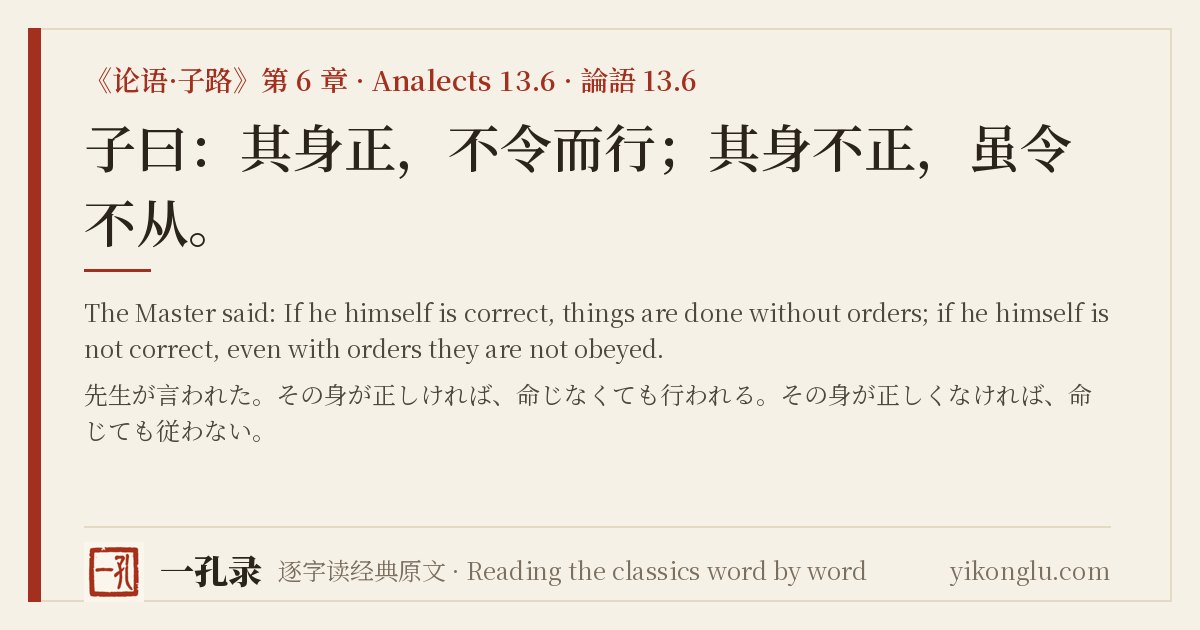 《论语·子路》第 6 章 · Analects 13.6 · 論語 13.6
子曰：其身正，不令而行；其身不正，虽令
不从。
The Master said: If he himself is correct, things are done without orders; if he himself is
not correct, even with orders they are not obeyed.
先生が言われた。その身が正しければ、命じなくても行われる。その身が正しくなければ、命
じても従わない。
一孔
一孔录 逐字读经典原文 · Reading the classics word by word yikonglu.com